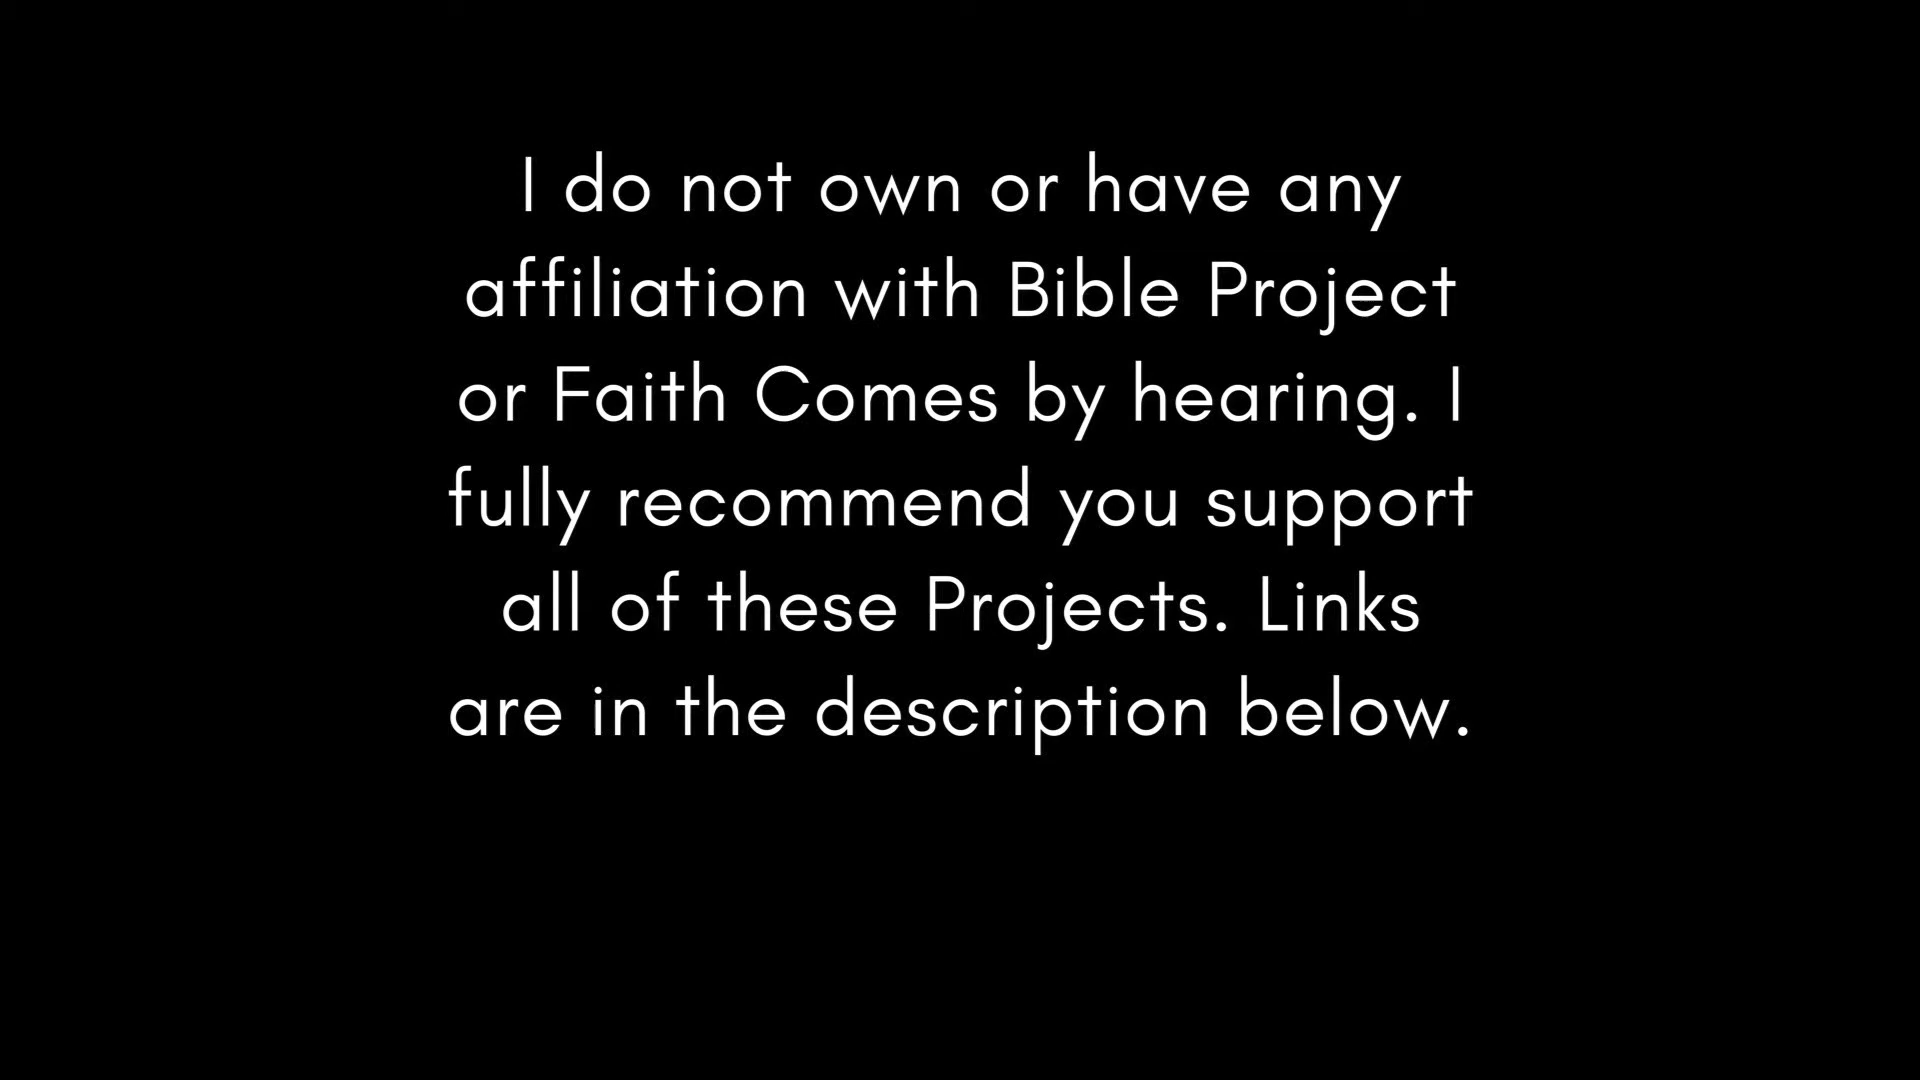 I do not own or have any
affiliation with Bible Project
or Faith Comes by hearing. I
fully recommend you support
all of these Projects. Links
are in the description below.